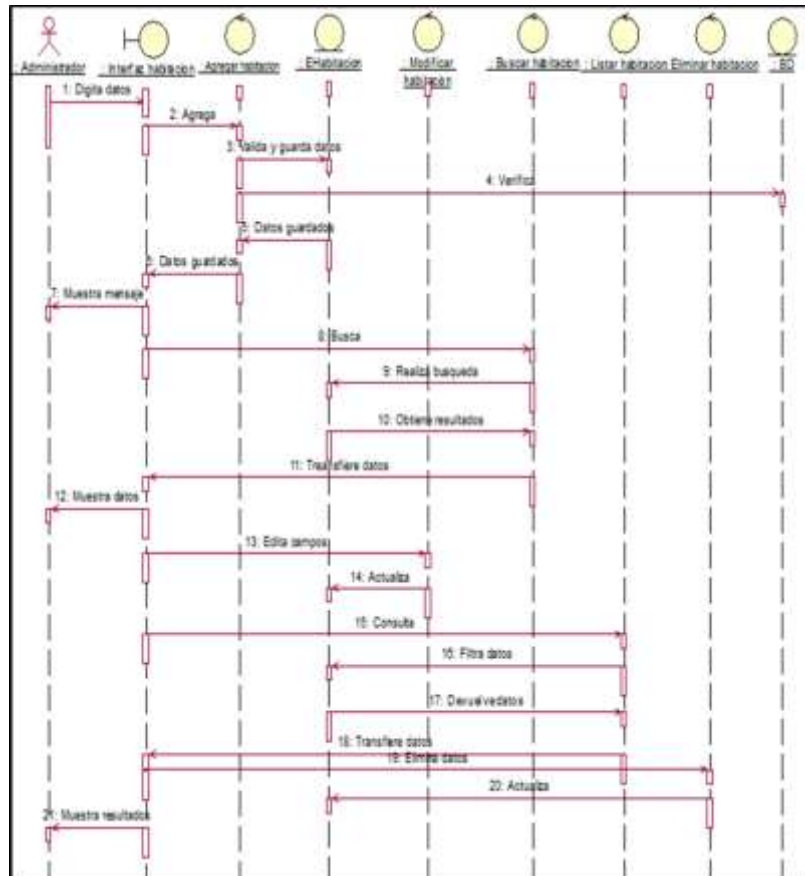 : Administrador
: Interfaz habitacion
: Agregar habitacion
: EHabitacion
: Modificar
habitacion
: Buscar habitacion
: Listar habitacion
Eliminar habitacion
: BD
1: Digita datos
2: Agrega
3: Valida y guarda datos
4: Verifica
5: Datos guardados
6: Datos guardados
7: Muestra mensaje
8: Busca
9: Realiza busqueda
10: Obtiene resultados
11: Treansfiere datos
12: Muestra datos
13: Edita campos
14: Actualiza
15: Consulta
16: Filtra datos
17: Devuelve datos
18: Transfiere datos
19: Elimina datos
20: Actualiza
21: Muestra resultados